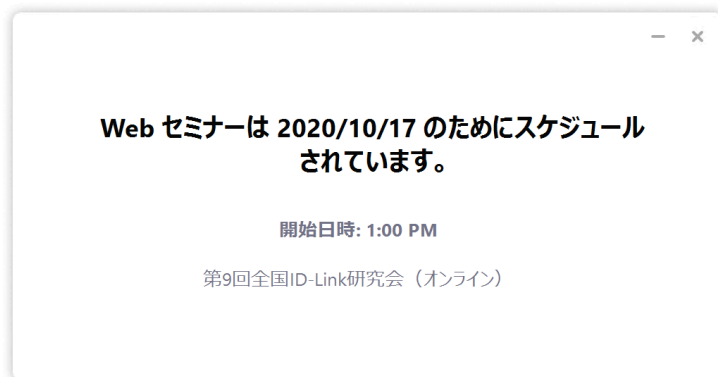 Web セミナーは 2020/10/17 のためにスケジュール
されています。
開始日時: 1:00 PM
第9回全国ID-Link研究会（オンライン）